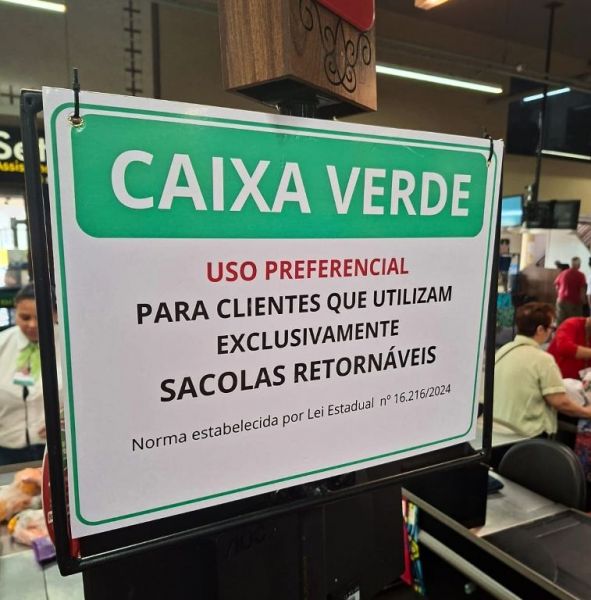 CAIXA VERDE
USO PREFERENCIAL
PARA CLIENTES QUE UTILIZAM
EXCLUSIVAMENTE
SACOLAS RETORNÁVEIS
Norma estabelecida por Lei Estadual nº 16.216/2024
AOC